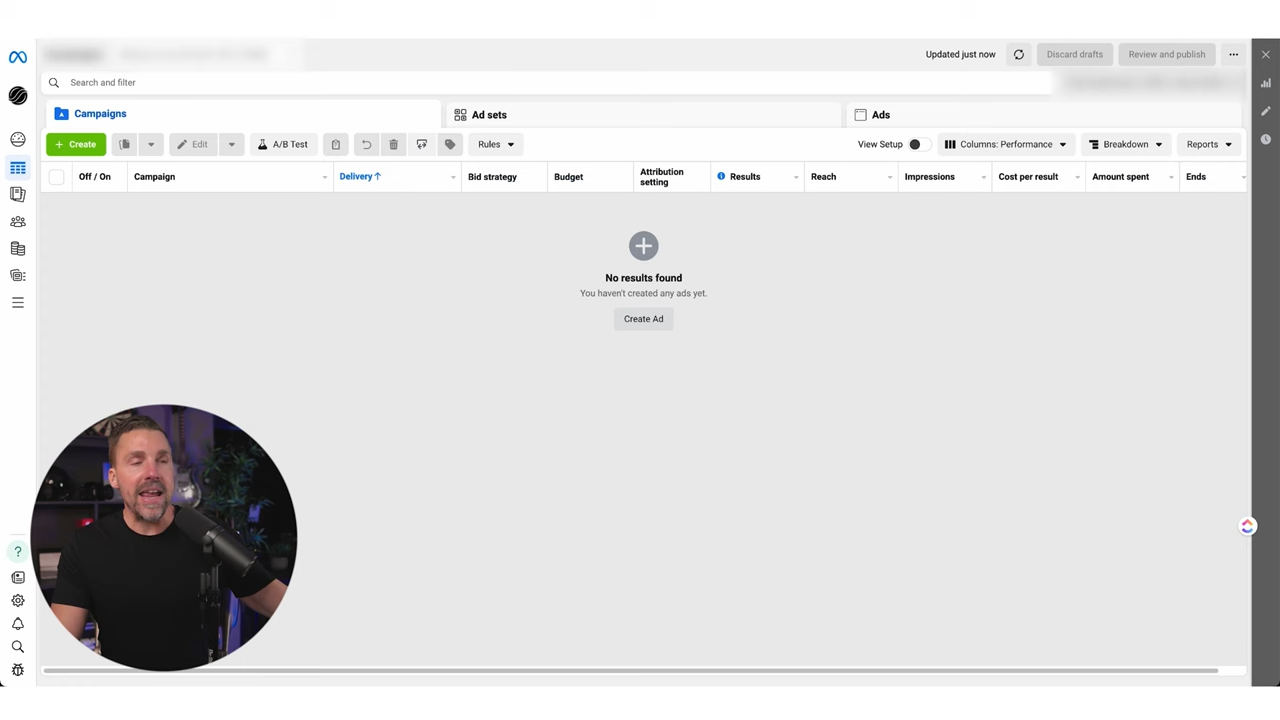 Updated just now
Discard drafts
Review and publish
Search and filter
Campaigns
Ad sets
Ads
+ Create
Edit
A/B Test
Rules
View Setup
Columns: Performance
Breakdown
Reports
Off / On
Campaign
Delivery ↑
Bid strategy
Budget
Attribution
setting
Results
Reach
Impressions
Cost per result
Amount spent
Ends
No results found
You haven't created any ads yet.
Create Ad